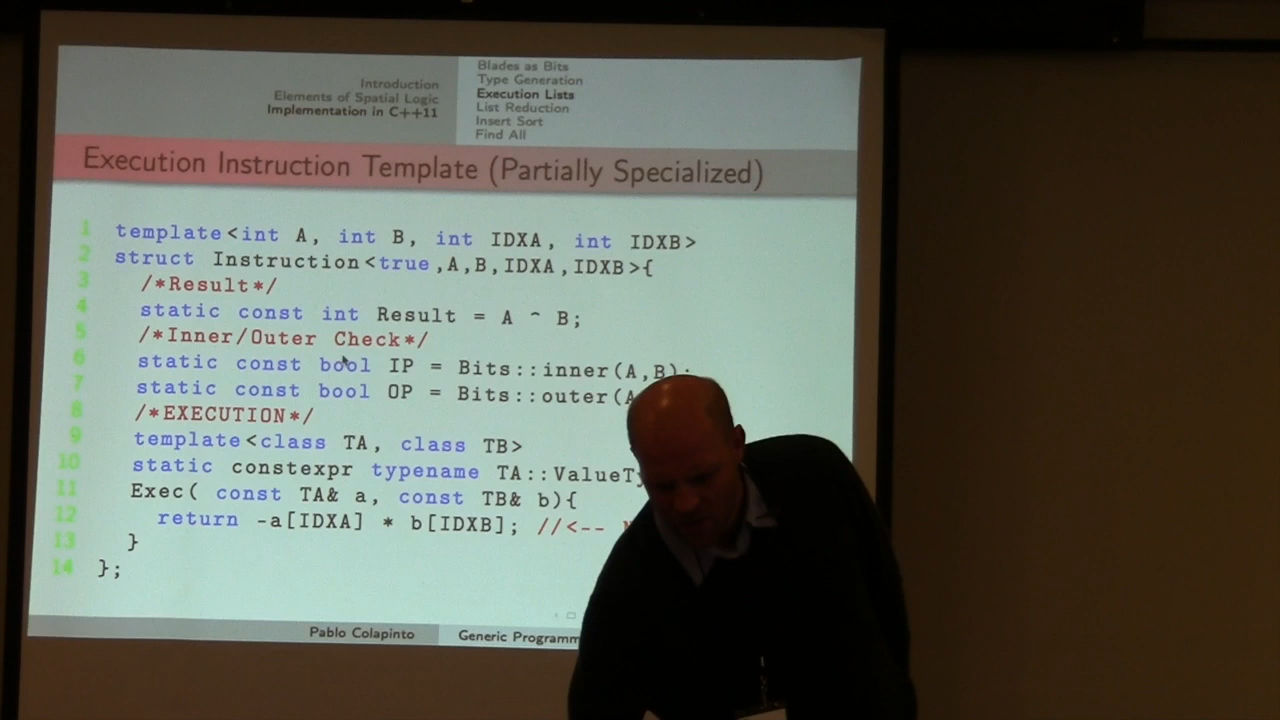 Introduction
Elements of Spatial Logic
Implementation in C++11
Blades as Bits
Type Generation
Execution Lists
List Reduction
Insert Sort
Find All
Execution Instruction Template (Partially Specialized)
1 template<int A, int B, int IDXA, int IDXB>
2 struct Instruction<true,A,B,IDXA,IDXB>{
3 /*Result*/
4 static const int Result = A ^ B;
5 /*Inner/Outer Check*/
6 static const bool IP = Bits::inner(A,B);
7 static const bool OP = Bits::outer(A
8 /*EXECUTION*/
9 template<class TA, class TB>
10 static constexpr typename
11 Exec( const TA& a, const TB& b){
12 return -a[IDXA] * b[IDXB]; //<--
13 }
14 };
Pablo Colapinto
Generic